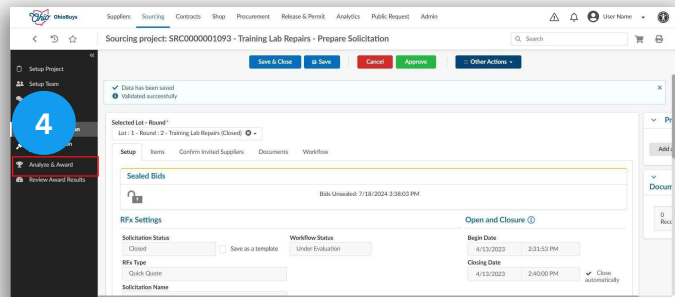 Ohio OhioBuys Suppliers Sourcing Contracts Shop Procurement Release & Permit Analytics Public Request Admin User Name
Sourcing project: SRC0000001093 - Training Lab Repairs - Prepare Solicitation Search
Save & Close Save Cancel Approve Other Actions
Setup Project
Setup Team
Data has been saved
Validated successfully
4
Analyze & Award
Review Award Results
Selected Lot - Round*
Lot : 1 - Round : 2 - Training Lab Repairs (Closed)
Setup Items Confirm Invited Suppliers Documents Workflow
Sealed Bids
Bids Unsealed: 7/18/2024 3:38:03 PM
RFx Settings Open and Closure
Solicitation Status Workflow Status Begin Date
Closed Save as a template Under Evaluation 4/13/2023 2:31:53 PM
RFx Type Closing Date
Quick Quote 4/13/2023 2:40:00 PM Close automatically
Solicitation Name
Pr
Add
Docum
0
Reco